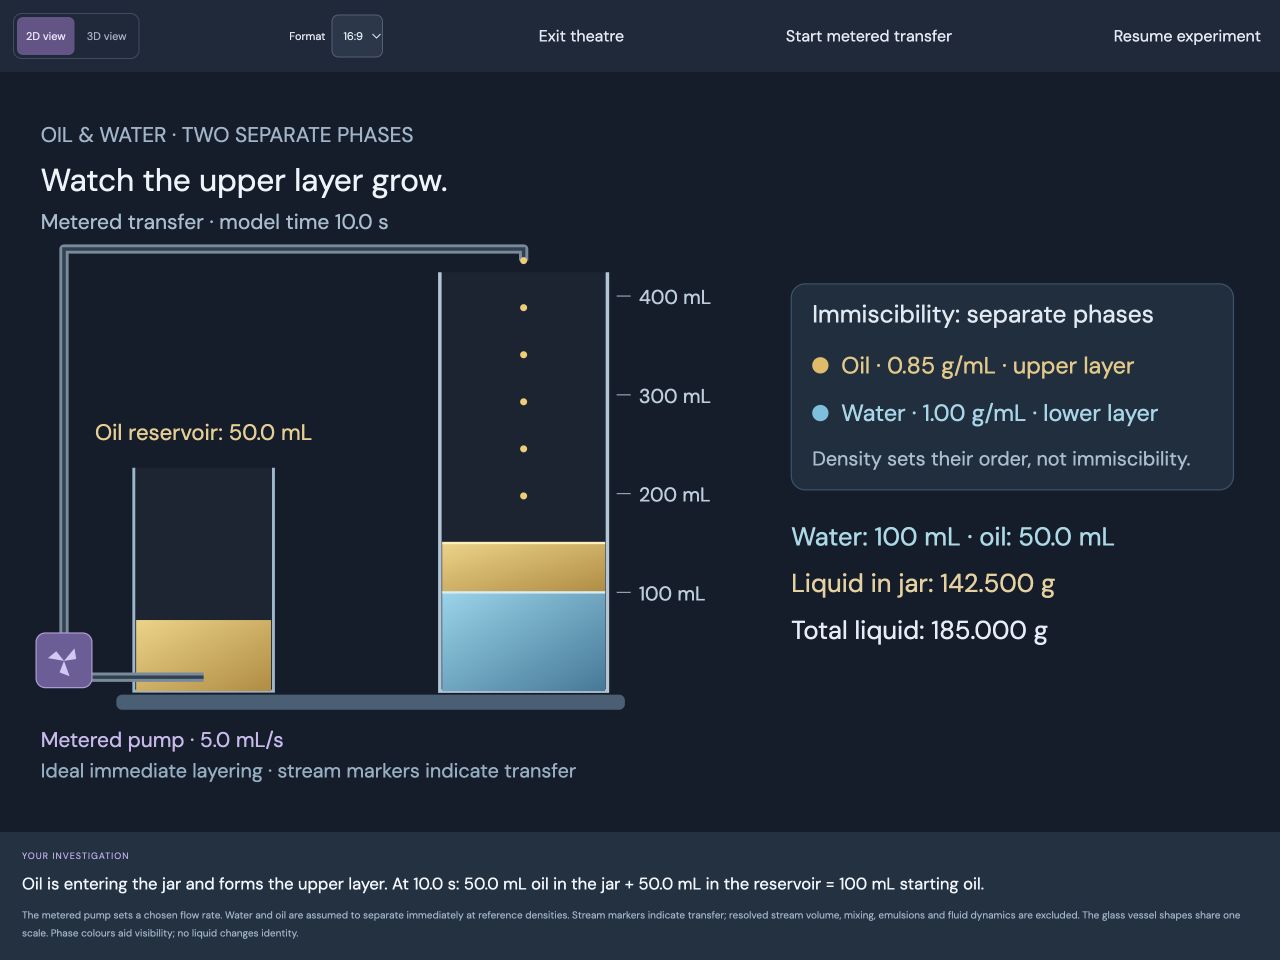 2D view
3D view
Format
16:9
Exit theatre
Start metered transfer
Resume experiment
OIL & WATER · TWO SEPARATE PHASES
Watch the upper layer grow.
Metered transfer · model time 10.0 s
400 mL
300 mL
200 mL
100 mL
Oil reservoir: 50.0 mL
Immiscibility: separate phases
Oil · 0.85 g/mL · upper layer
Water · 1.00 g/mL · lower layer
Density sets their order, not immiscibility.
Water: 100 mL · oil: 50.0 mL
Liquid in jar: 142.500 g
Total liquid: 185.000 g
Metered pump · 5.0 mL/s
Ideal immediate layering · stream markers indicate transfer
YOUR INVESTIGATION
Oil is entering the jar and forms the upper layer. At 10.0 s: 50.0 mL oil in the jar + 50.0 mL in the reservoir = 100 mL starting oil.
The metered pump sets a chosen flow rate. Water and oil are assumed to separate immediately at reference densities. Stream markers indicate transfer; resolved stream volume, mixing, emulsions and fluid dynamics are excluded. The glass vessel shapes share one
scale. Phase colours aid visibility; no liquid changes identity.